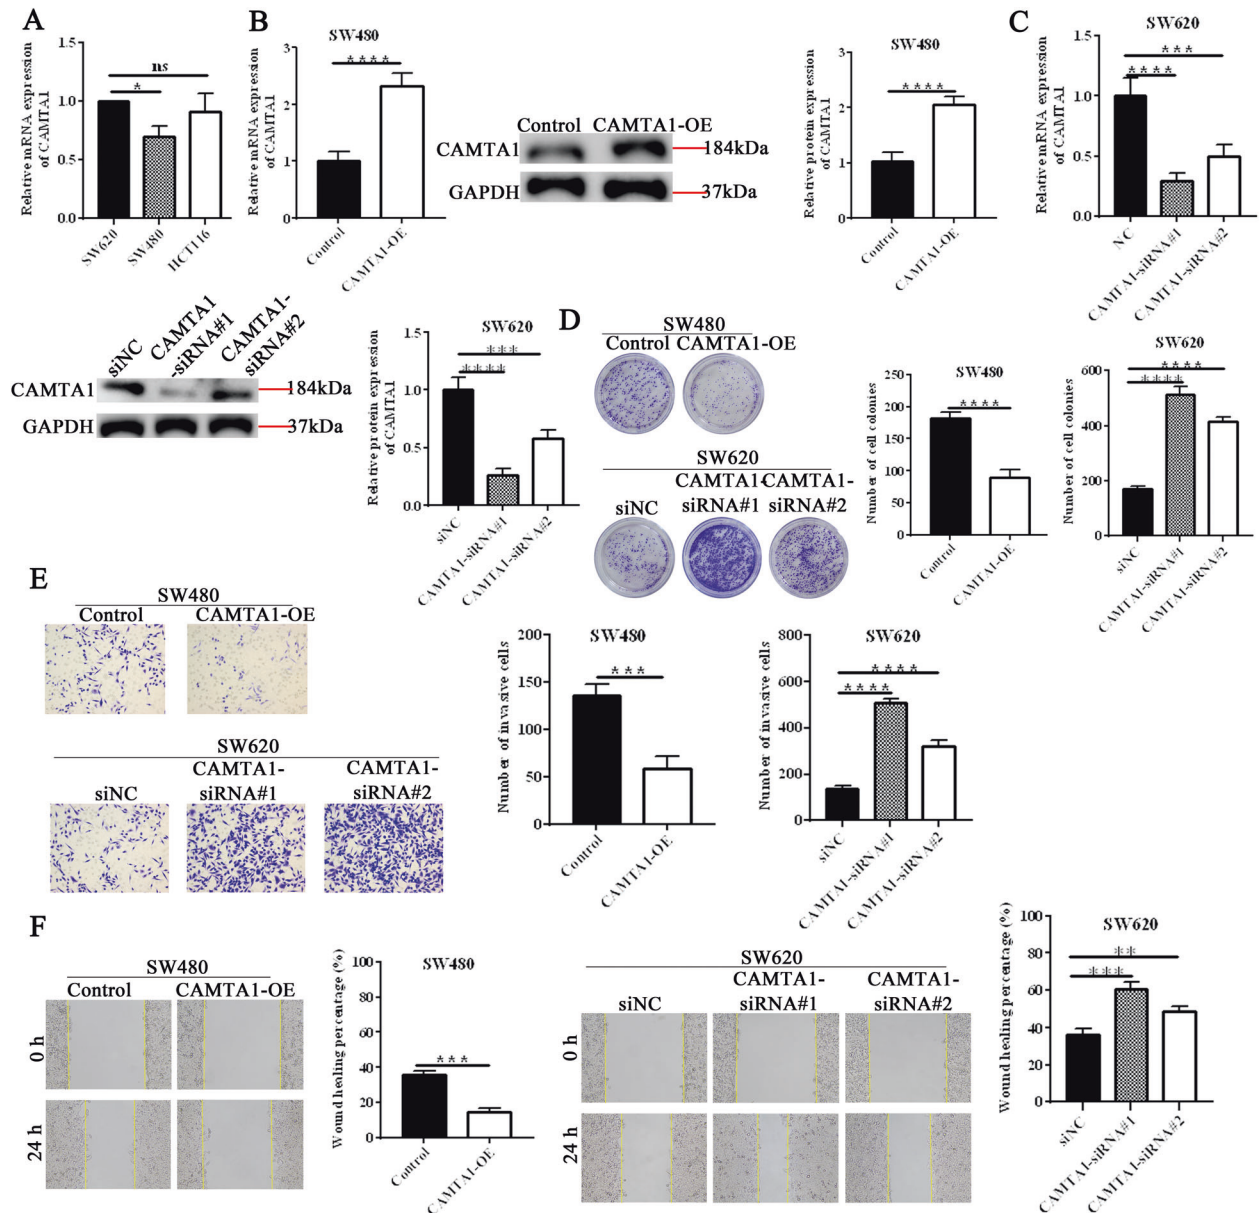 A
Relative mRNA expression
of CAMTA1
1.5
1.0
0.5
0.0
ns
*
SW620
SW480
HCT116
B
SW480
Relative mRNA expression
of CAMTA1
3
2
1
0
****
Control
CAMTA1-OE
Control CAMTA1-OE
CAMTA1
184kDa
GAPDH
37kDa
SW480
Relative protein expression
of CAMTA1
3
2
1
0
****
Control
CAMTA1-OE
C
SW620
Relative mRNA expression
of CAMTA1
1.5
1.0
0.5
0.0
***
****
NC
CAMTA1-siRNA#1
CAMTA1-siRNA#2
siNC
CAMTA1
-siRNA#1
CAMTA1-
siRNA#2
CAMTA1
184kDa
GAPDH
37kDa
SW620
Relative protein expression
of CAMTA1
1.5
1.0
0.5
0.0
***
****
siNC
CAMTA1-siRNA#1
CAMTA1-siRNA#2
D
SW480
Control CAMTA1-OE
SW620
siNC
CAMTA1-
siRNA#1
CAMTA1-
siRNA#2
SW480
Number of cell colonies
250
200
150
100
50
0
****
Control
CAMTA1-OE
SW620
Number of cell colonies
600
400
200
0
****
****
siNC
CAMTA1-siRNA#1
CAMTA1-siRNA#2
E
SW480
Control CAMTA1-OE
SW620
siNC
CAMTA1-
siRNA#1
CAMTA1-
siRNA#2
SW480
Number of invasive cells
200
150
100
50
0
***
Control
CAMTA1-OE
SW620
Number of invasive cells
800
600
400
200
0
****
****
siNC
CAMTA1-siRNA#1
CAMTA1-siRNA#2
F
SW480
Control CAMTA1-OE
0 h
24 h
SW480
Wound healing percentage (%)
100
80
60
40
20
0
***
Control
CAMTA1-OE
SW620
siNC
CAMTA1-
siRNA#1
CAMTA1-
siRNA#2
0 h
24 h
SW620
Wound healing percentage (%)
80
60
40
20
0
**
***
siNC
CAMTA1-siRNA#1
CAMTA1-siRNA#2